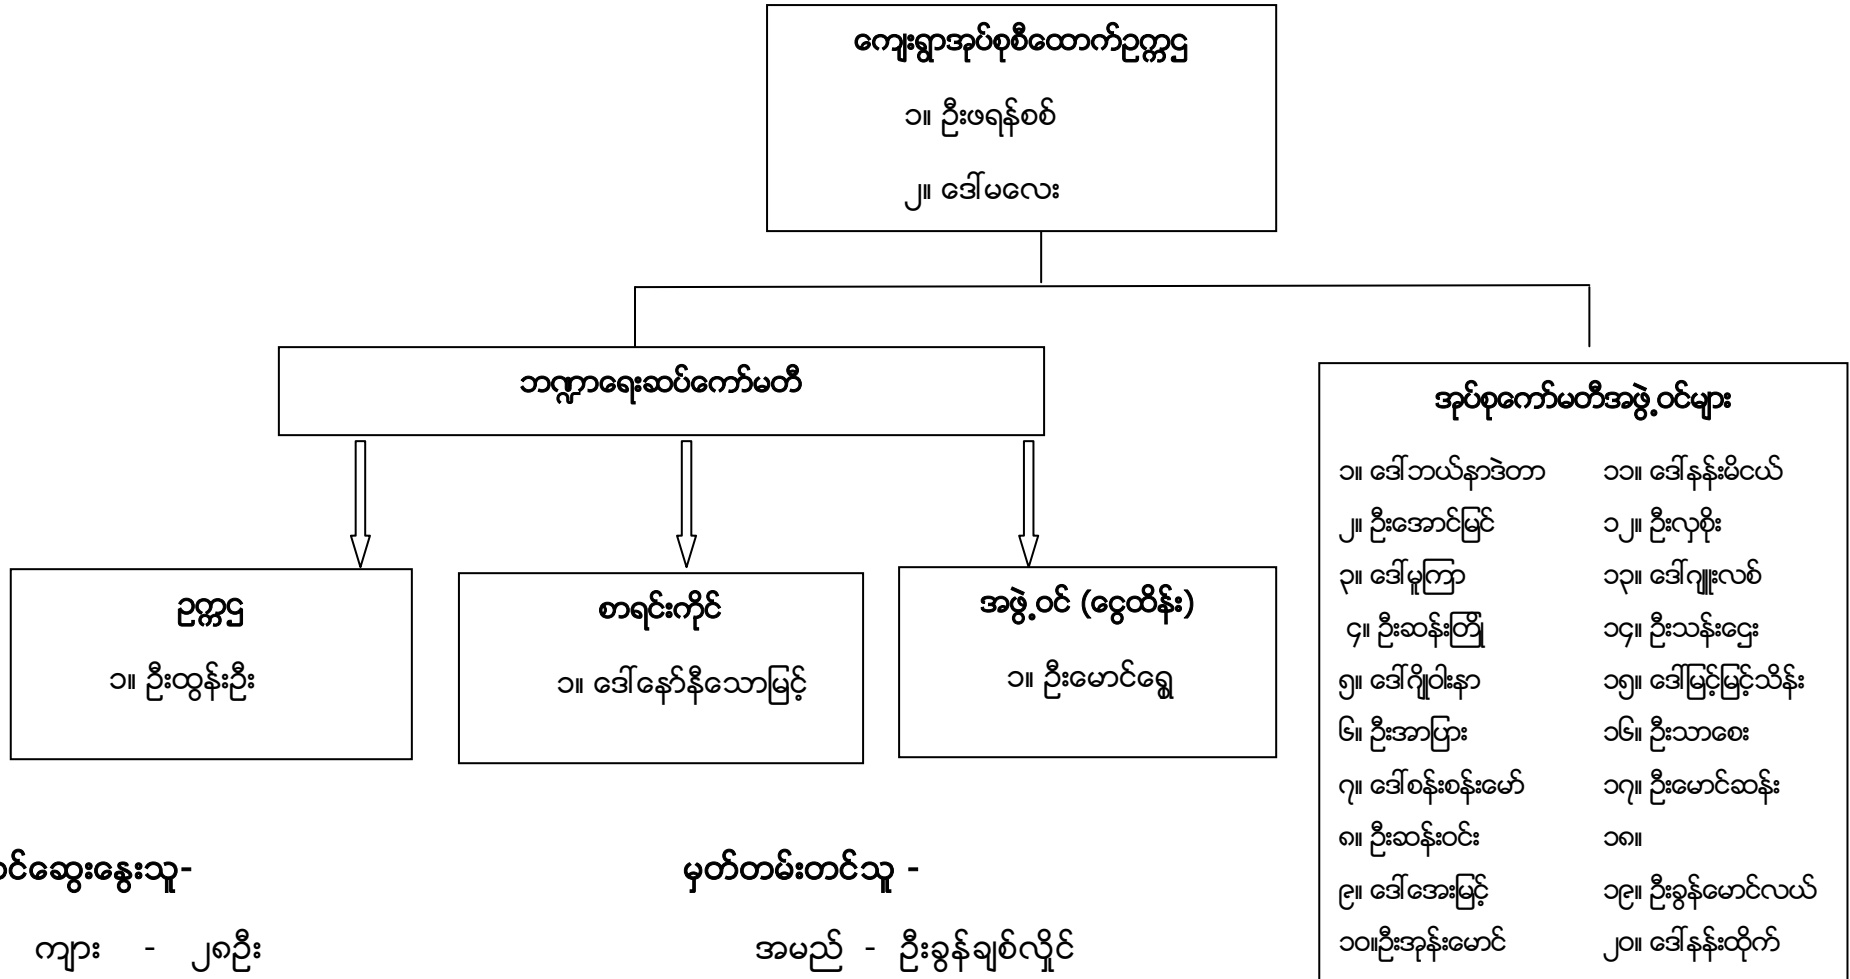 ကျေးရွာအုပ်စုစီထောက်ဥက္ကဌ
၁။ ဦးဖရန်စစ်
၂။ ဒေါ်မလေး
ဘဏ္ဍာရေးဆပ်ကော်မတီ
ဥက္ကဌ
၁။ ဦးထွန်းဦး
စာရင်းကိုင်
၁။ ဒေါ်နော်နီသောမြင့်
အဖွဲ့ဝင် (ငွေထိန်း)
၁။ ဦးမောင်ရွှေ
အုပ်စုကော်မတီအဖွဲ့ဝင်များ
၁။ ဒေါ်ဘယ်နာဒဲတာ ၁၁။ ဒေါ်နန်းမိငယ်
၂။ ဦးအောင်မြင် ၁၂။ ဦးလှစိုး
၃။ ဒေါ်မူကြာ ၁၃။ ဒေါ်ဂျူးလစ်
၄။ ဦးဆန်းတြို ၁၄။ ဦးသန်းဌေး
၅။ ဒေါ်ဂျိုဝါးနာ ၁၅။ ဒေါ်မြင့်မြင့်သိန်း
၆။ ဦးအာပြား ၁၆။ ဦးသာစေး
၇။ ဒေါ်စန်းစန်းမော် ၁၇။ ဦးမောင်ဆန်း
၈။ ဦးဆန်းဝင်း ၁၈။
၉။ ဒေါ်အေးမြင့် ၁၉။ ဦးခွန်မောင်လယ်
၁၀။ဦးအုန်းမောင် ၂၀။ ဒေါ်နန်းထိုက်
င်ဆွေးနွေးသူ-
ကျား - ၂၈ဦး
မှတ်တမ်းတင်သူ -
အမည် - ဦးခွန်ချစ်လှိုင်